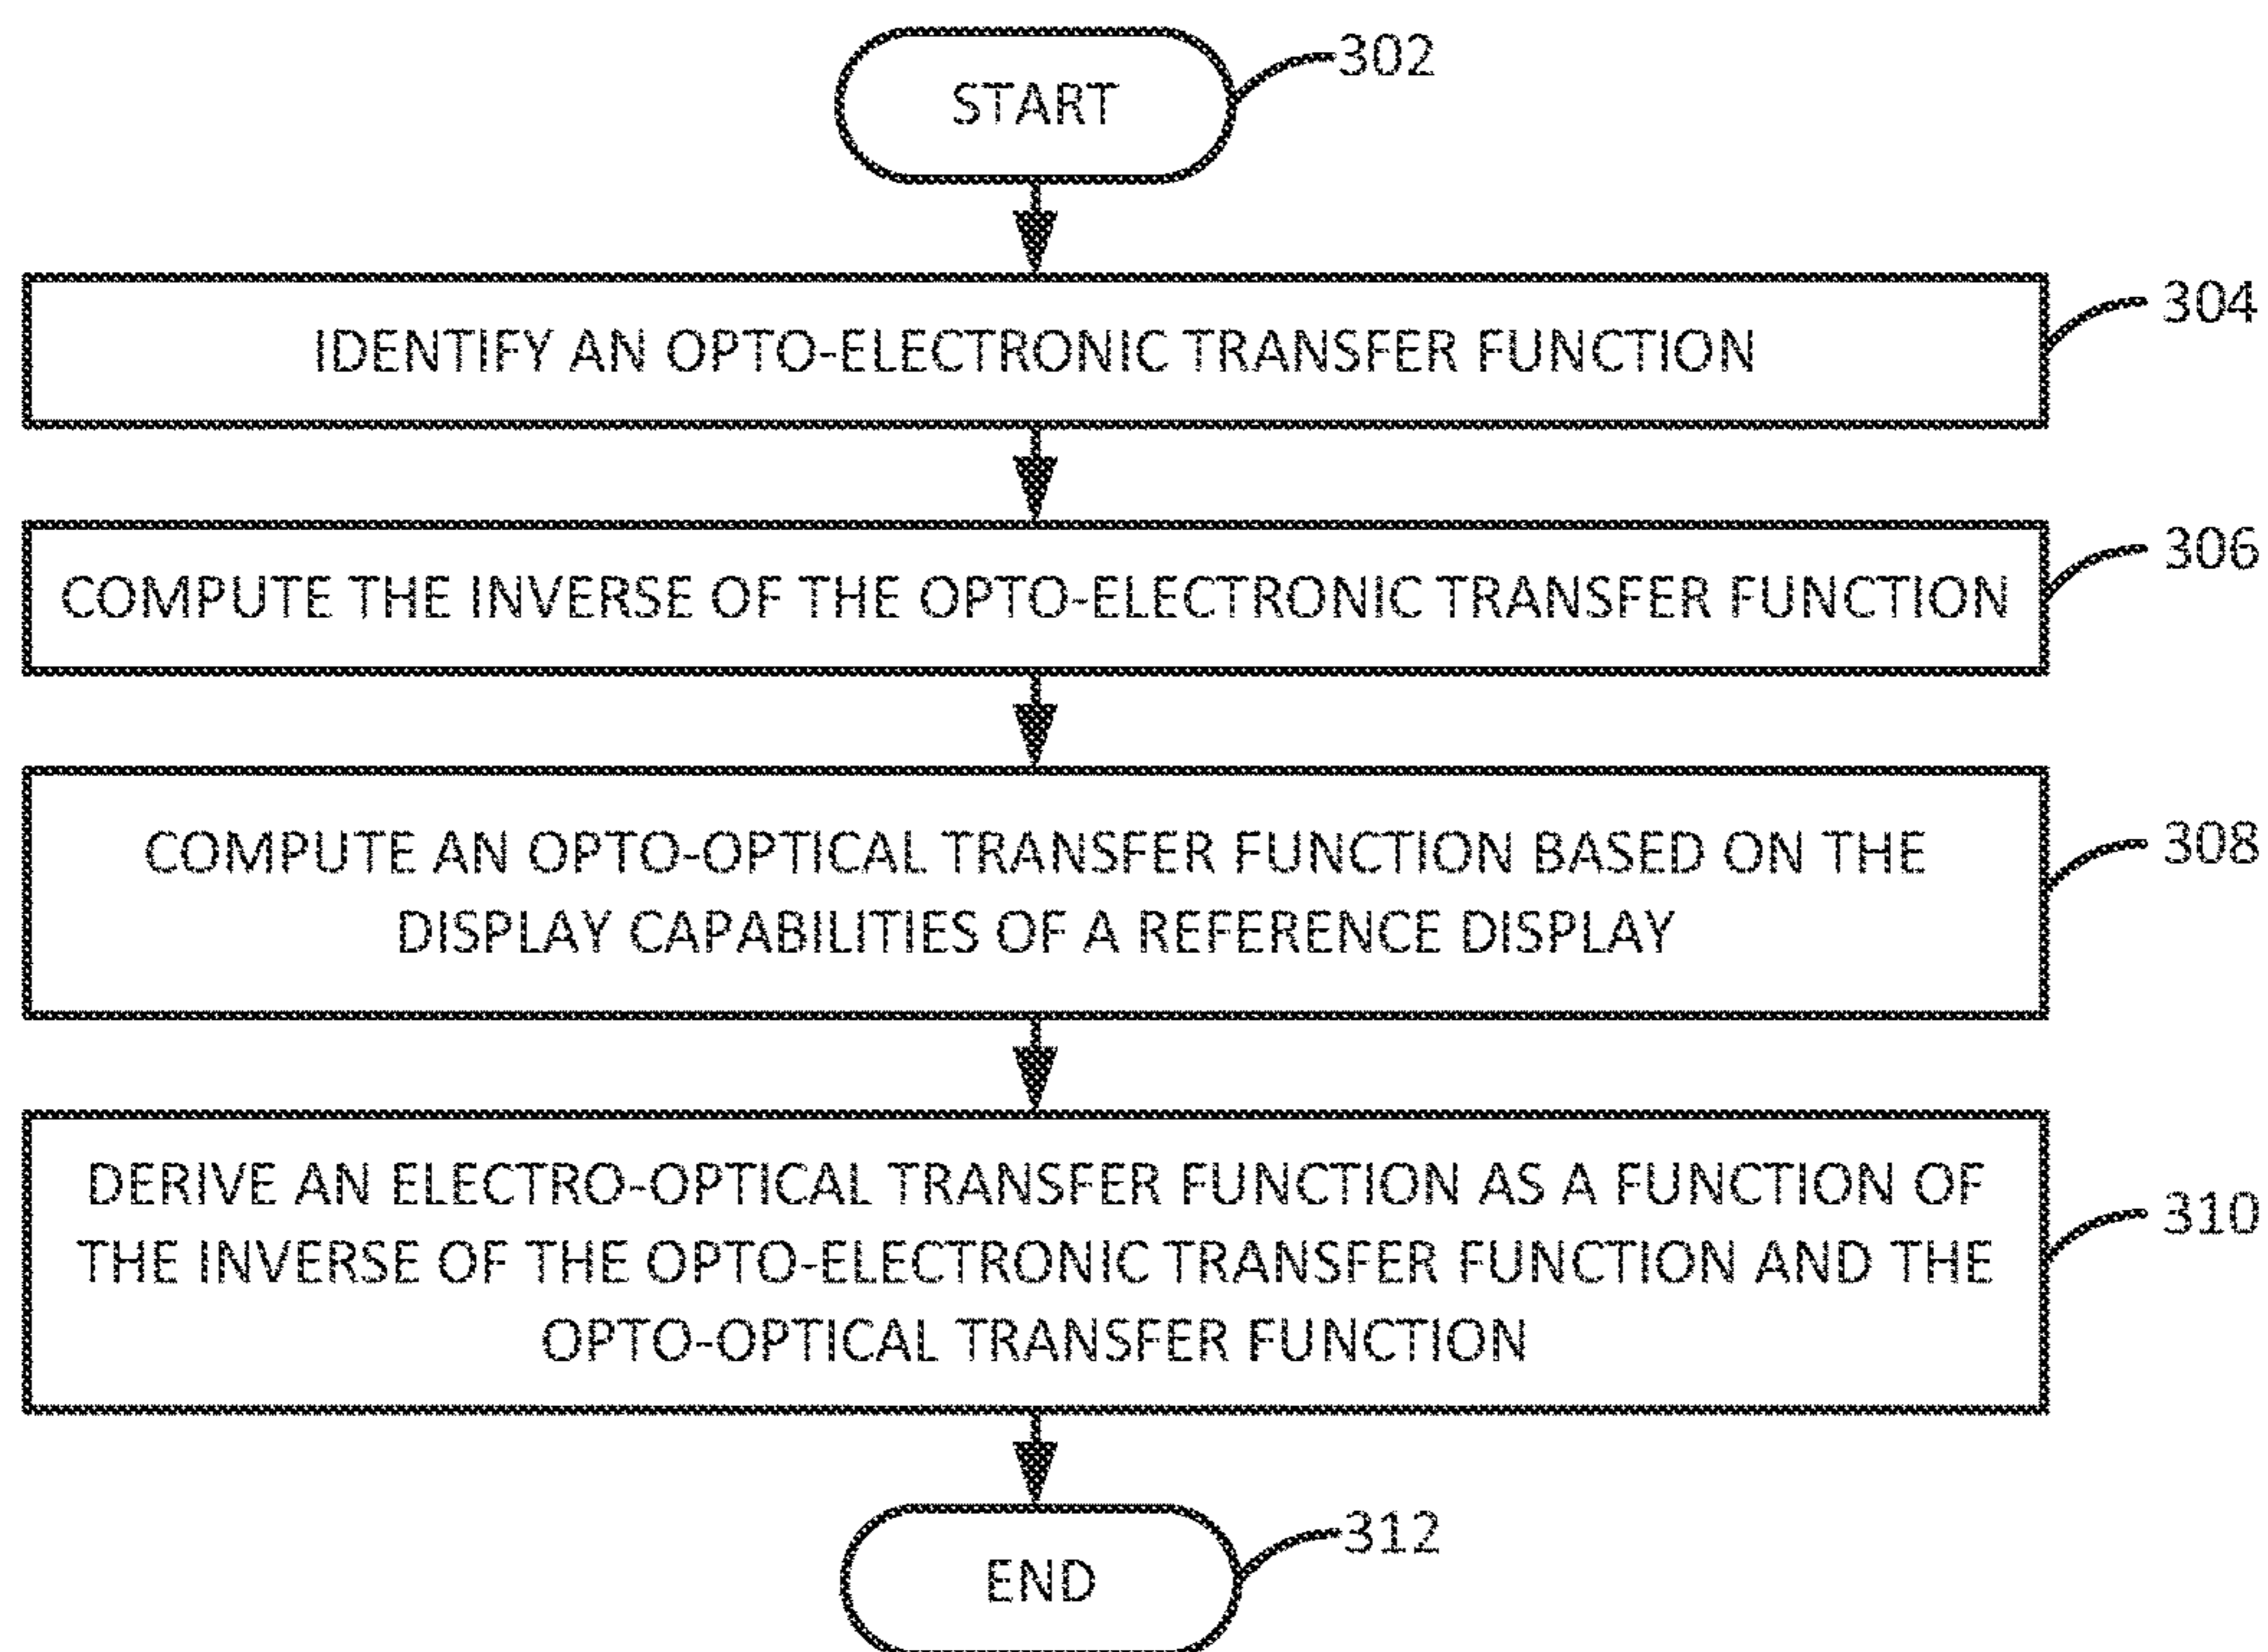 START
302
IDENTIFY AN OPTO-ELECTRONIC TRANSFER FUNCTION
304
COMPUTE THE INVERSE OF THE OPTO-ELECTRONIC TRANSFER FUNCTION
306
COMPUTE AN OPTO-OPTICAL TRANSFER FUNCTION BASED ON THE
DISPLAY CAPABILITIES OF A REFERENCE DISPLAY
308
DERIVE AN ELECTRO-OPTICAL TRANSFER FUNCTION AS A FUNCTION OF
THE INVERSE OF THE OPTO-ELECTRONIC TRANSFER FUNCTION AND THE
OPTO-OPTICAL TRANSFER FUNCTION
310
END
312